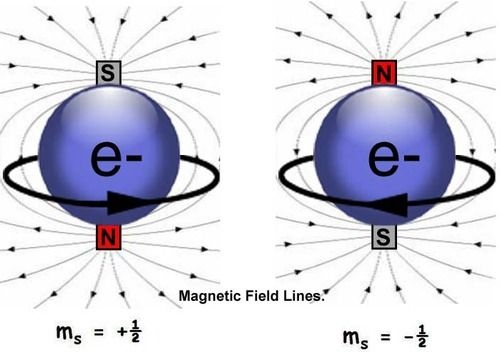 S
N
e-
e-
N
S
Magnetic Field Lines.
ms = +½
ms = -½